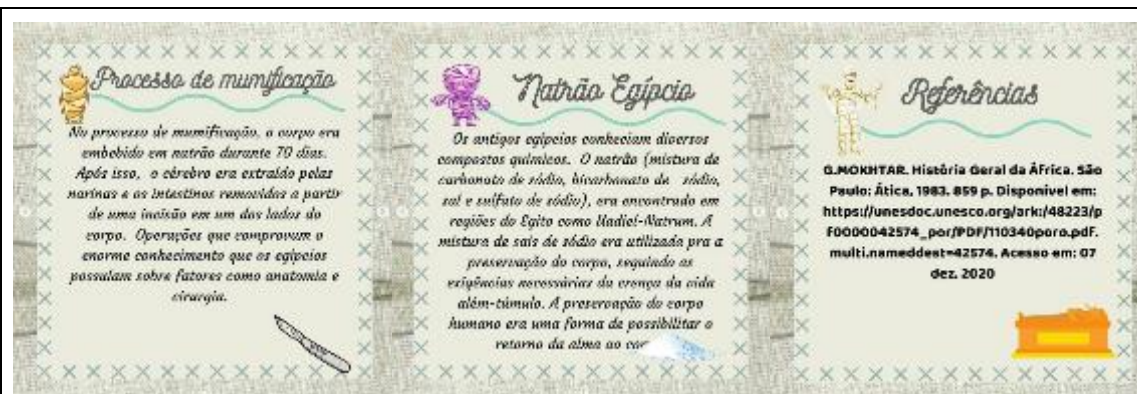 Processo de mumificação
No processo de mumificação, o corpo era
embebido em natrão durante 70 dias.
Após isso, o cérebro era extraído pelas
narinas e os intestinos removidos a partir
de uma incisão em um dos lados do
corpo. Operações que comprovam o
enorme conhecimento que os egípcios
possuíam sobre fatores como anatomia e
cirurgia.
Natrão Egípcio
Os antigos egípcios conheciam diversos
compostos químicos. O natrão (mistura de
carbonato de sódio, bicarbonato de sódio,
sal e sulfato de sódio), era encontrado em
regiões do Egito como Uadiel-Natrum. A
mistura de sais de sódio era utilizada pra a
preservação do corpo, seguindo as
exigências necessárias da crença da vida
além-túmulo. A preservação do corpo
humano era uma forma de possibilitar o
retorno da alma ao
Referências
G.MOKHTAR. História Geral da ÁFrica. São
Paulo: Ática, 1983. 859 p. Disponível em:
https://unesdoc.unesco.org/ark:/48223/p
F0000042574_por/PDF/110340poro.pdf.
multi.nameddest=42574. Acesso em: 07
dez. 2020